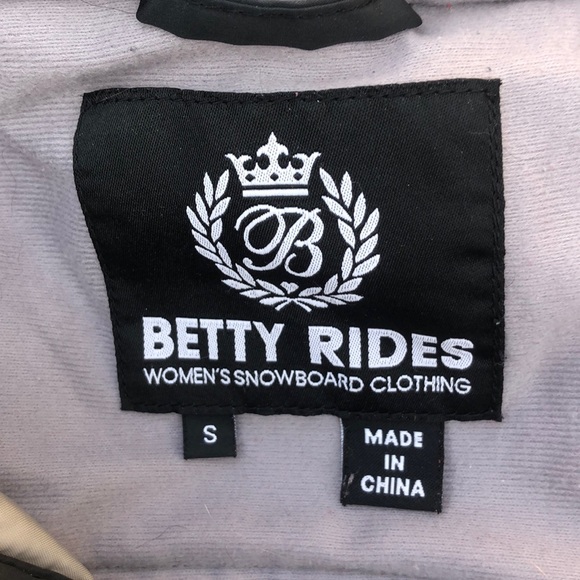 B
BETTY RIDES
WOMEN'S SNOWBOARD CLOTHING
S
MADE
IN
CHINA